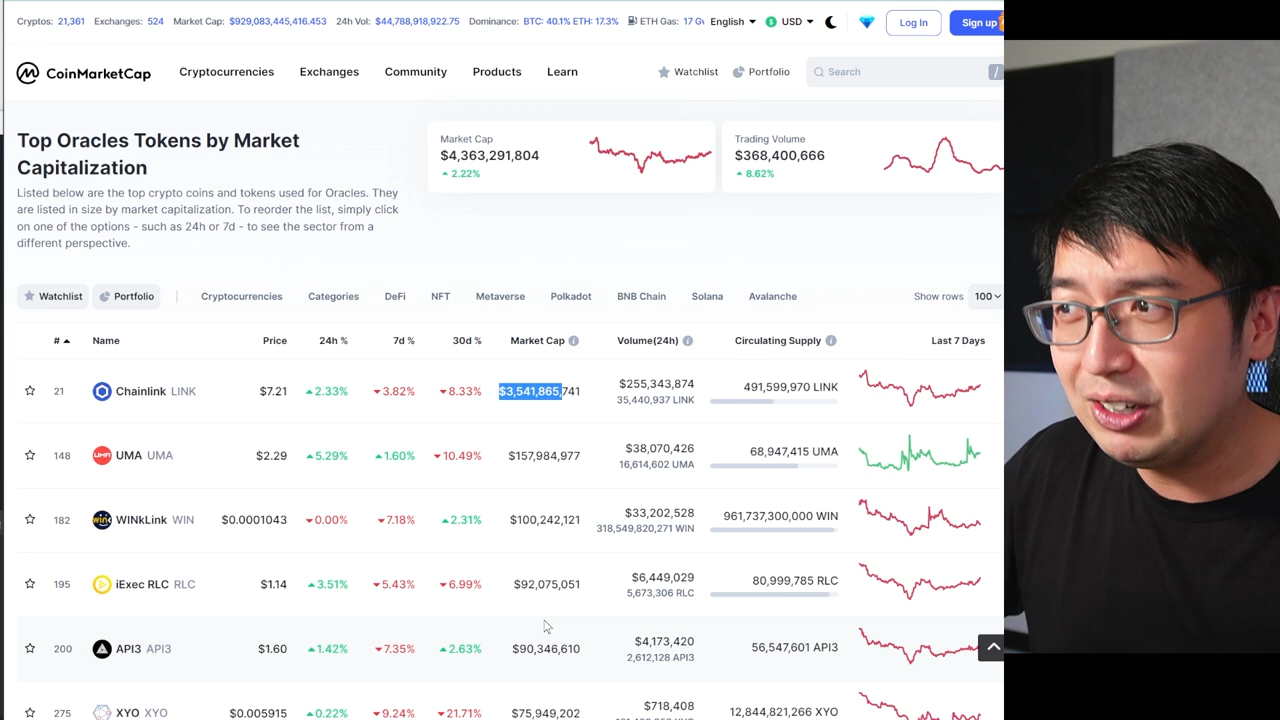 Cryptos: 21,361 Exchanges: 524 Market Cap: $929,083,445,416.453 24h Vol: $44,788,918,922.75 Dominance: BTC: 40.1% ETH: 17.3% ETH Gas: 17 English USD Log In Sign up
CoinMarketCap Cryptocurrencies Exchanges Community Products Learn Watchlist Portfolio Search /
Top Oracles Tokens by Market
Capitalization
Listed below are the top crypto coins and tokens used for Oracles. They
are listed in size by market capitalization. To reorder the list, simply click
on one of the options - such as 24h or 7d - to see the sector from a
different perspective.
Market Cap
$4,363,291,804
2.22%
Trading Volume
$368,400,666
8.62%
Watchlist Portfolio Cryptocurrencies Categories DeFi NFT Metaverse Polkadot BNB Chain Solana Avalanche Show rows 100
# Name Price 24h % 7d % 30d % Market Cap Volume(24h) Circulating Supply Last 7 Days
21 Chainlink LINK $7.21 2.33% 3.82% 8.33% $3,541,865,741 $255,343,874 491,599,970 LINK
35,440,937 LINK
148 UMA UMA $2.29 5.29% 1.60% 10.49% $157,984,977 $38,070,426 68,947,415 UMA
16,614,602 UMA
182 WINkLink WIN $0.0001043 0.00% 7.18% 2.31% $100,242,121 $33,202,528 961,737,300,000 WIN
318,549,820,271 WIN
195 iExec RLC RLC $1.14 3.51% 5.43% 6.99% $92,075,051 $6,449,029 80,999,785 RLC
5,673,306 RLC
200 API3 API3 $1.60 1.42% 7.35% 2.63% $90,346,610 $4,173,420 56,547,601 API3
2,612,128 API3
275 XYO XYO $0.005915 0.22% 9.24% 21.71% $75,949,202 $718,408 12,844,821,266 XYO